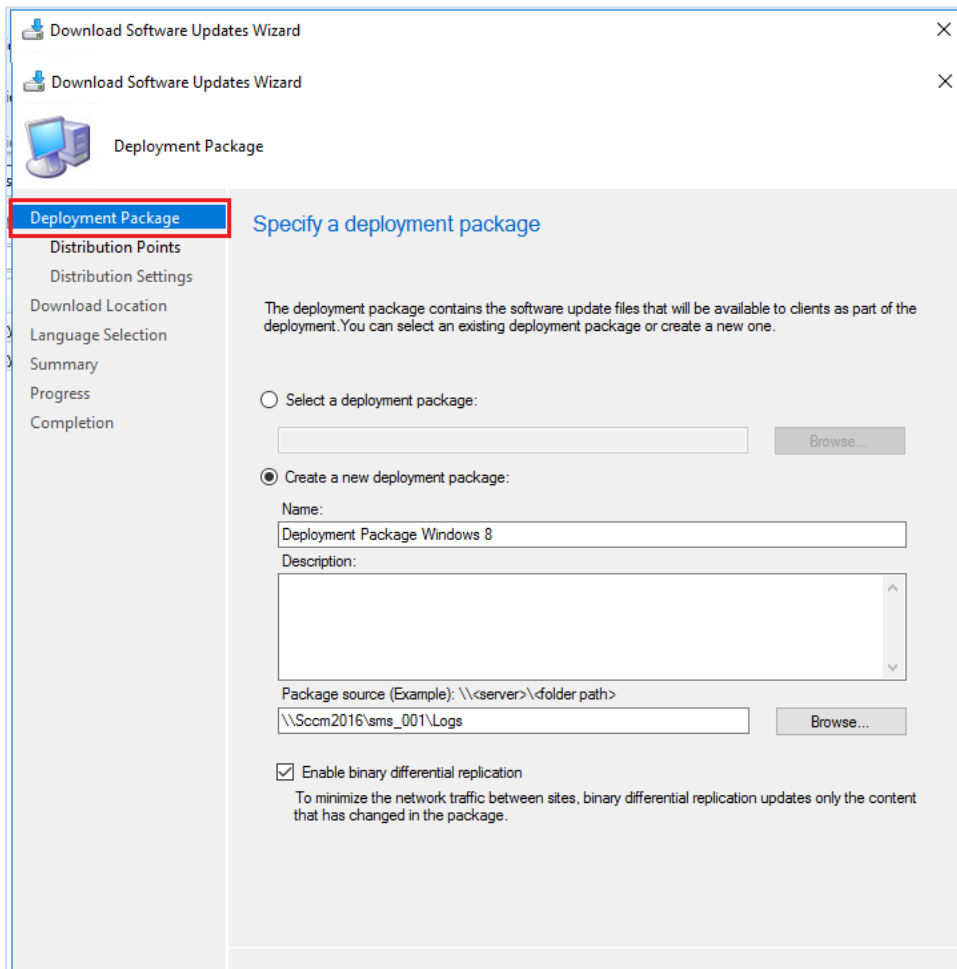 Download Software Updates Wizard
Download Software Updates Wizard
Deployment Package
Deployment Package
Distribution Points
Distribution Settings
Download Location
Language Selection
Summary
Progress
Completion
Specify a deployment package
The deployment package contains the software update files that will be available to clients as part of the
deployment.You can select an existing deployment package or create a new one.
Select a deployment package:
Browse...
Create a new deployment package:
Name:
Deployment Package Windows 8
Description:
Package source (Example): \\<server>\<folder path>
\\Sccm2016\sms_001\Logs
Browse...
Enable binary differential replication
To minimize the network traffic between sites, binary differential replication updates only the content
that has changed in the package.